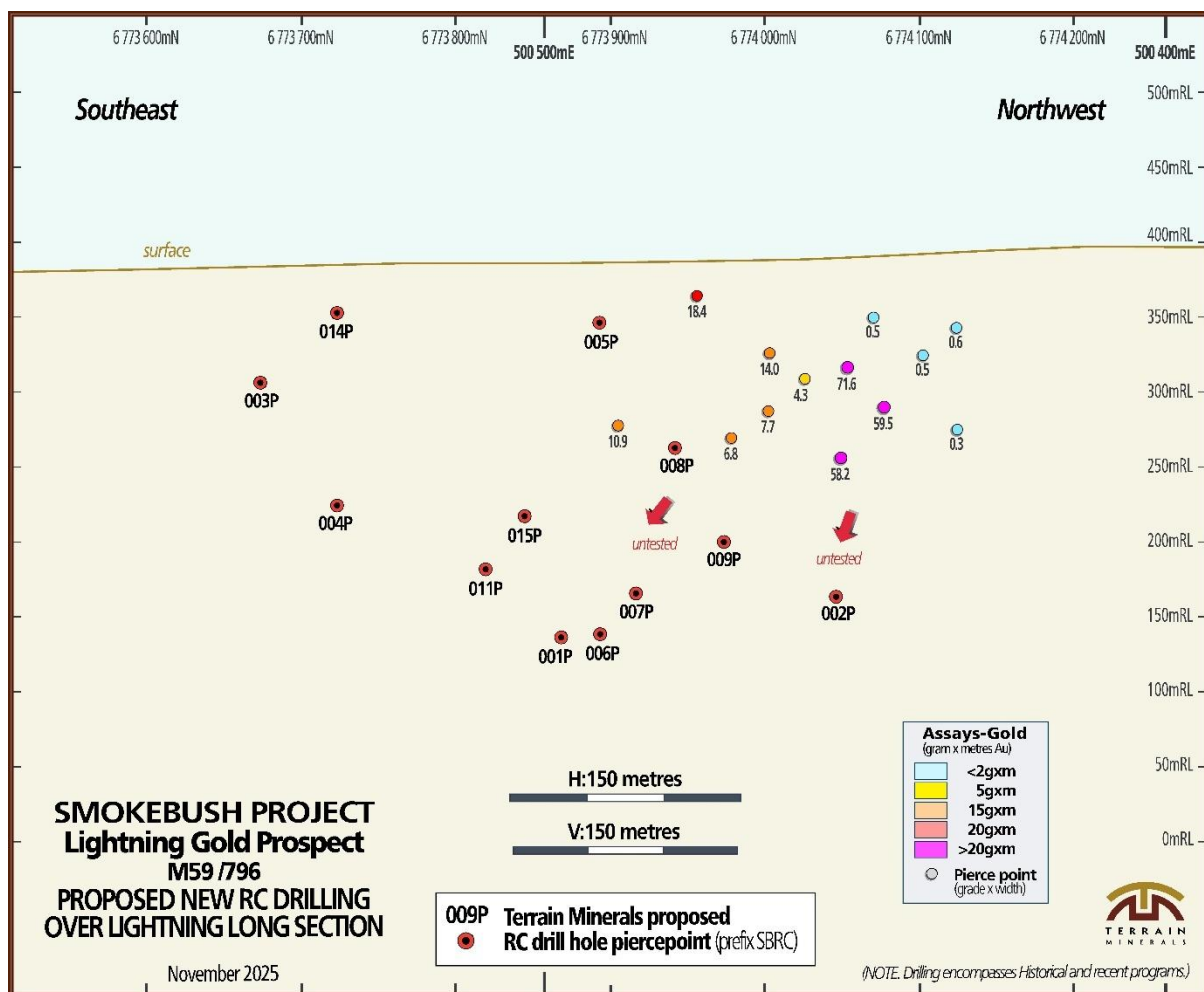 6 773 600mN
6 773 700mN
6 773 800mN
500 500mE
6 773 900mN
6 774 000mN
6 774 100mN
6 774 200mN
500 400mE
Southeast
Northwest
500mRL
450mRL
400mRL
350mRL
300mRL
250mRL
200mRL
150mRL
100mRL
50mRL
0mRL
surface
014P
003P
004P
005P
18.4
0.5
0.6
0.5
14.0
4.3
71.6
59.5
7.7
10.9
6.8
0.3
008P
58.2
015P
untested
009P
untested
011P
007P
002P
001P
006P
H:150 metres
V:150 metres
Assays-Gold
(gram x metres Au)
<2gxm
5gxm
15gxm
20gxm
>20gxm
Pierce point
(grade x width)
SMOKEBUSH PROJECT
Lightning Gold Prospect
M59 /796
PROPOSED NEW RC DRILLING
OVER LIGHTNING LONG SECTION
November 2025
009P Terrain Minerals proposed
RC drill hole piercepoint (prefix SBRC)
TERRAIN
MINERALS
(NOTE. Drilling encompasses Historical and recent programs.)